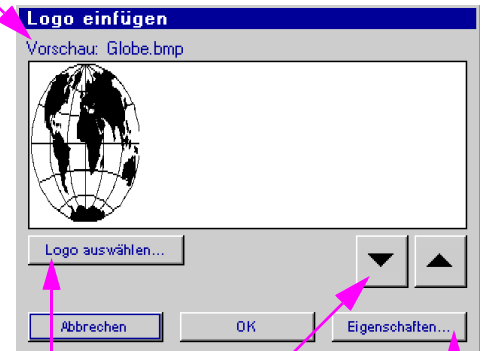 Logo einfügen
Vorschau: Globe.bmp
Logo auswählen...
Abbrechen OK Eigenschaften...